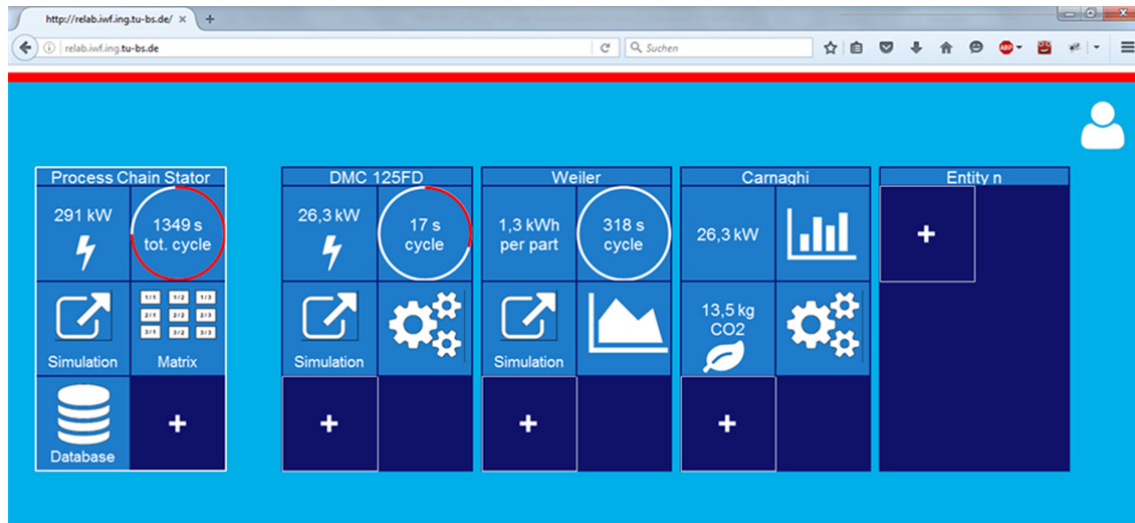 http://relab.iwf.ing.tu-bs.de/
relab.iwf.ing.tu-bs.de
Suchen
ABP
Process Chain Stator
291 kW
1349 s
tot. cycle
Simulation
1/1 1/2 1/3
2/1 2/2 2/3
3/1 3/2 3/3
Matrix
Database
+
DMC 125FD
26,3 kW
17 s
cycle
Simulation
+
Weiler
1,3 kWh
per part
318 s
cycle
Simulation
+
Carnaghi
26,3 kW
13,5 kg
CO2
+
Entity n
+